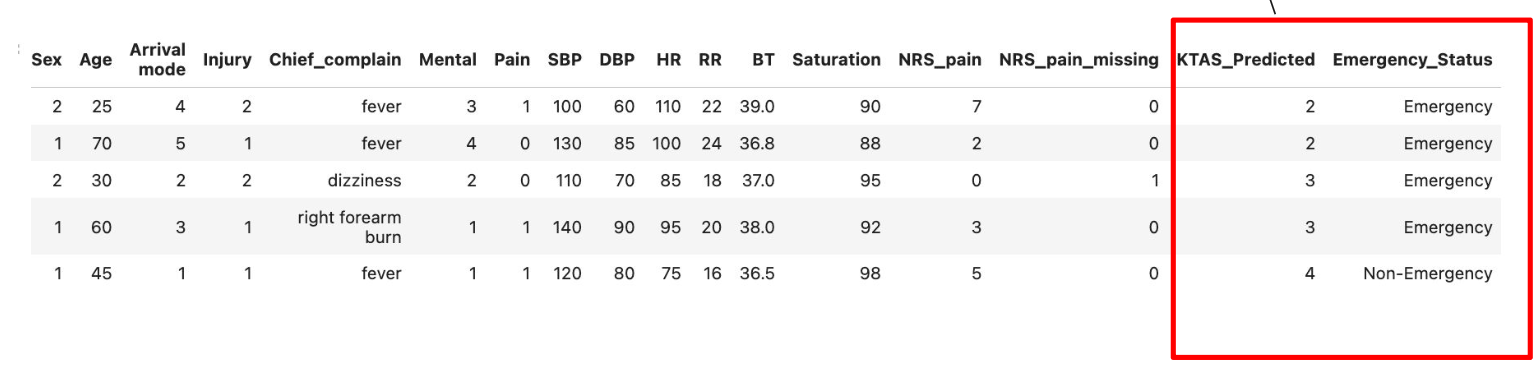 Sex Age Arrival mode Injury Chief_complain Mental Pain SBP DBP HR RR BT Saturation NRS_pain NRS_pain_missing KTAS_Predicted Emergency_Status
2 25 4 2 fever 3 1 100 60 110 22 39.0 90 7 0 2 Emergency
1 70 5 1 fever 4 0 130 85 100 24 36.8 88 2 0 2 Emergency
2 30 2 2 dizziness 2 0 110 70 85 18 37.0 95 0 1 3 Emergency
1 60 3 1 right forearm burn 1 1 140 90 95 20 38.0 92 3 0 3 Emergency
1 45 1 1 fever 1 1 120 80 75 16 36.5 98 5 0 4 Non-Emergency